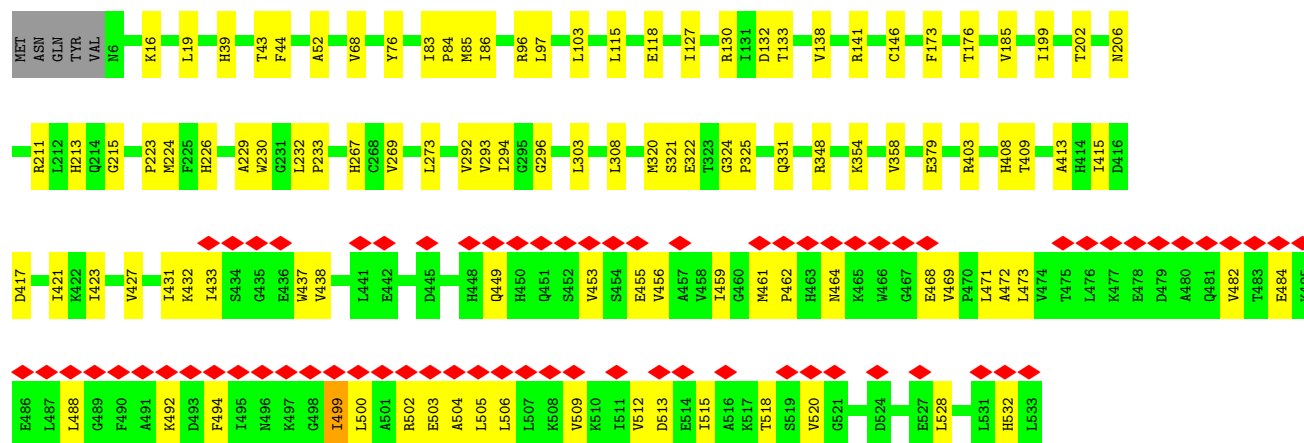 MET ASN GLN TYR VAL N6 K16 L19 H39 T43 F44 A52 V68 Y76 I83 P84 M85 I86 R96 L97 L103 L115 E118 I127 R130 I131 D132 T133 V138 R141 C146 F173 T176 V185 I199 T202 N206
R211 L212 H213 Q214 G215 P223 M224 F225 H226 A229 W230 G231 L232 P233 H267 C268 V269 L273 V292 V293 I294 G295 G296 L303 L308 M320 S321 E322 T323 G324 P325 Q331 R348 K354 V358 E379 R403 H408 T409 A413 H414 I415 D416
D417 I421 K422 I423 V427 I431 K432 I433 S434 G435 E436 W437 V438 L441 E442 D445 H448 Q449 H450 Q451 S452 V453 S454 E455 V456 A457 V458 I459 G460 M461 P462 H463 N464 K465 W466 G467 E468 V469 P470 L471 A472 L473 V474 T475 L476 K477 E478 D479 A480 Q481 V482 T483 E484 K485
E486 L487 L488 G489 F490 A491 K492 D493 F494 I495 N496 K497 G498 I499 L500 A501 R502 E503 A504 L505 L506 L507 K508 V509 K510 I511 V512 D513 E514 I515 A516 K517 T518 S519 V520 G521 D524 E527 L528 L531 H532 L533